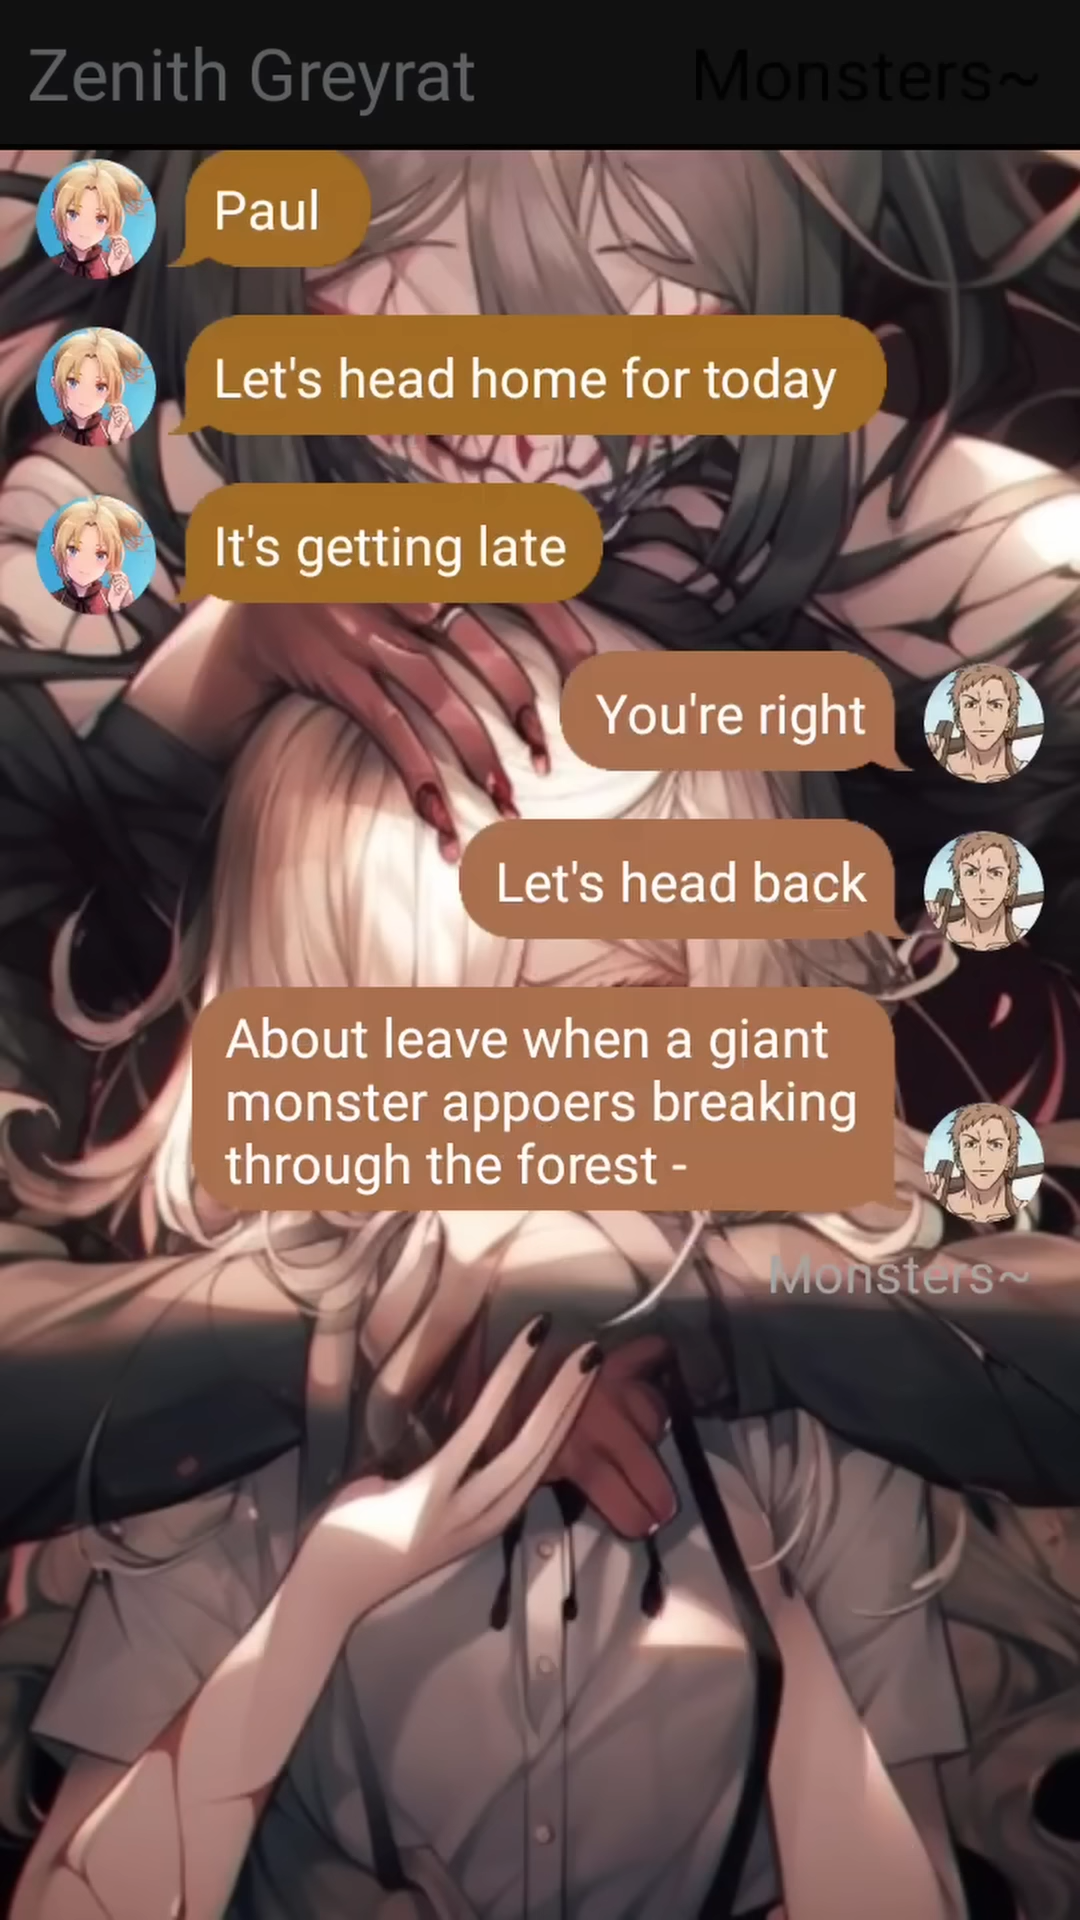 Zenith Greyrat
Monsters~
Paul
Let's head home for today
It's getting late
You're right
Let's head back
About leave when a giant
monster appoers breaking
through the forest -
Monsters~